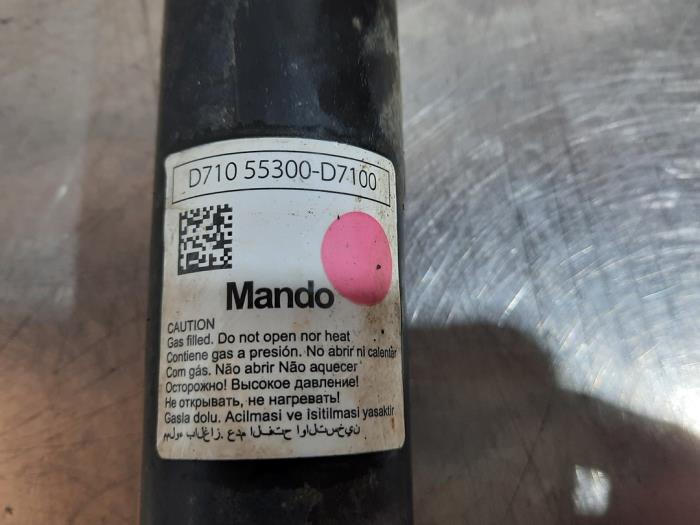 D710 55300-D7100
Mando
CAUTION
Gas filled. Do not open nor heat
Contiene gas a presión. No abrir ni calentar
Com gás. Não abrir Não aquecer
Осторожно! Высокое давление!
Не открывать, не нагревать!
Gasla dolu. Acilmasi ve isitilmasi yasaktir